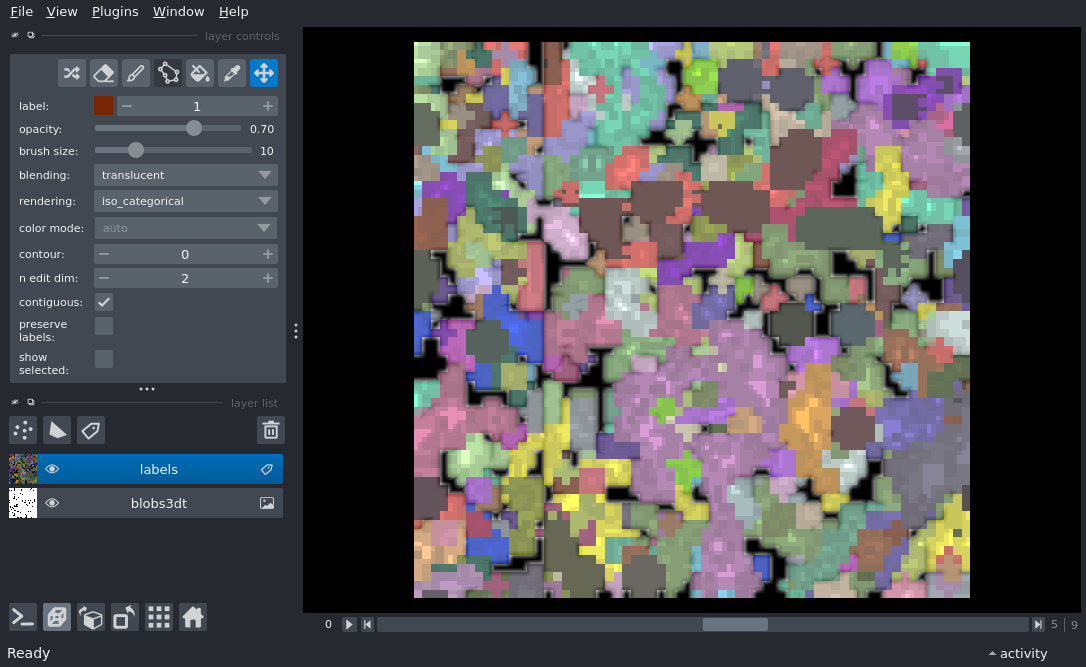 File View Plugins Window Help
layer controls
label: 1
opacity: 0.70
brush size: 10
blending: translucent
rendering: iso_categorical
color mode: auto
contour: 0
n edit dim: 2
contiguous:
preserve
labels:
show
selected:
layer list
labels
blobs3dt
0 5 | 9
Ready activity